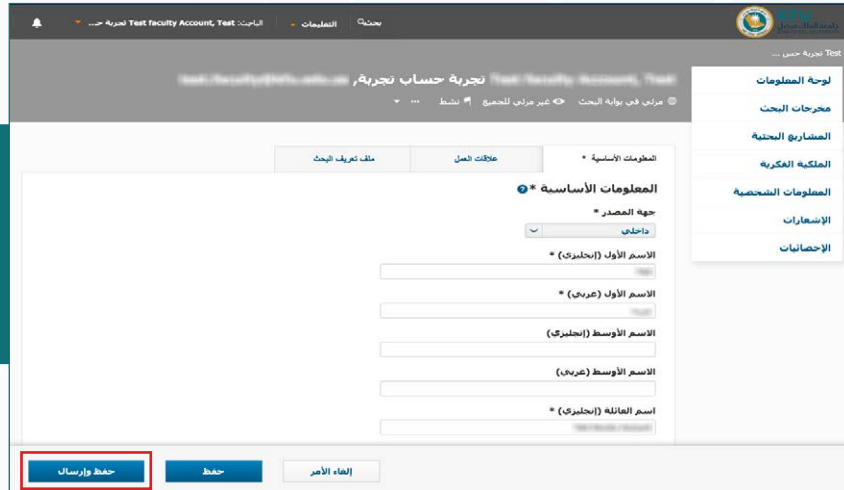 بحث
التعليمات
الباحث: Test faculty Account, Test تجربة حـ...
Test تجربة حس ...
تجربة حساب تجربة,
مرئي في بوابة البحث غير مرئي للجميع نشط ...
لوحة المعلومات
مخرجات البحث
المشاريع البحثية
الملكية الفكرية
المعلومات الشخصية
الإشعارات
الإحصائيات
المعلومات الأساسية *
علاقات العمل
ملف تعريف البحث
المعلومات الأساسية *
جهة المصدر *
داخلي
الاسم الأول (إنجليزي) *
الاسم الأول (عربي) *
الاسم الأوسط (إنجليزي)
الاسم الأوسط (عربي)
اسم العائلة (إنجليزي) *
إلغاء الأمر
حفظ
حفظ وإرسال